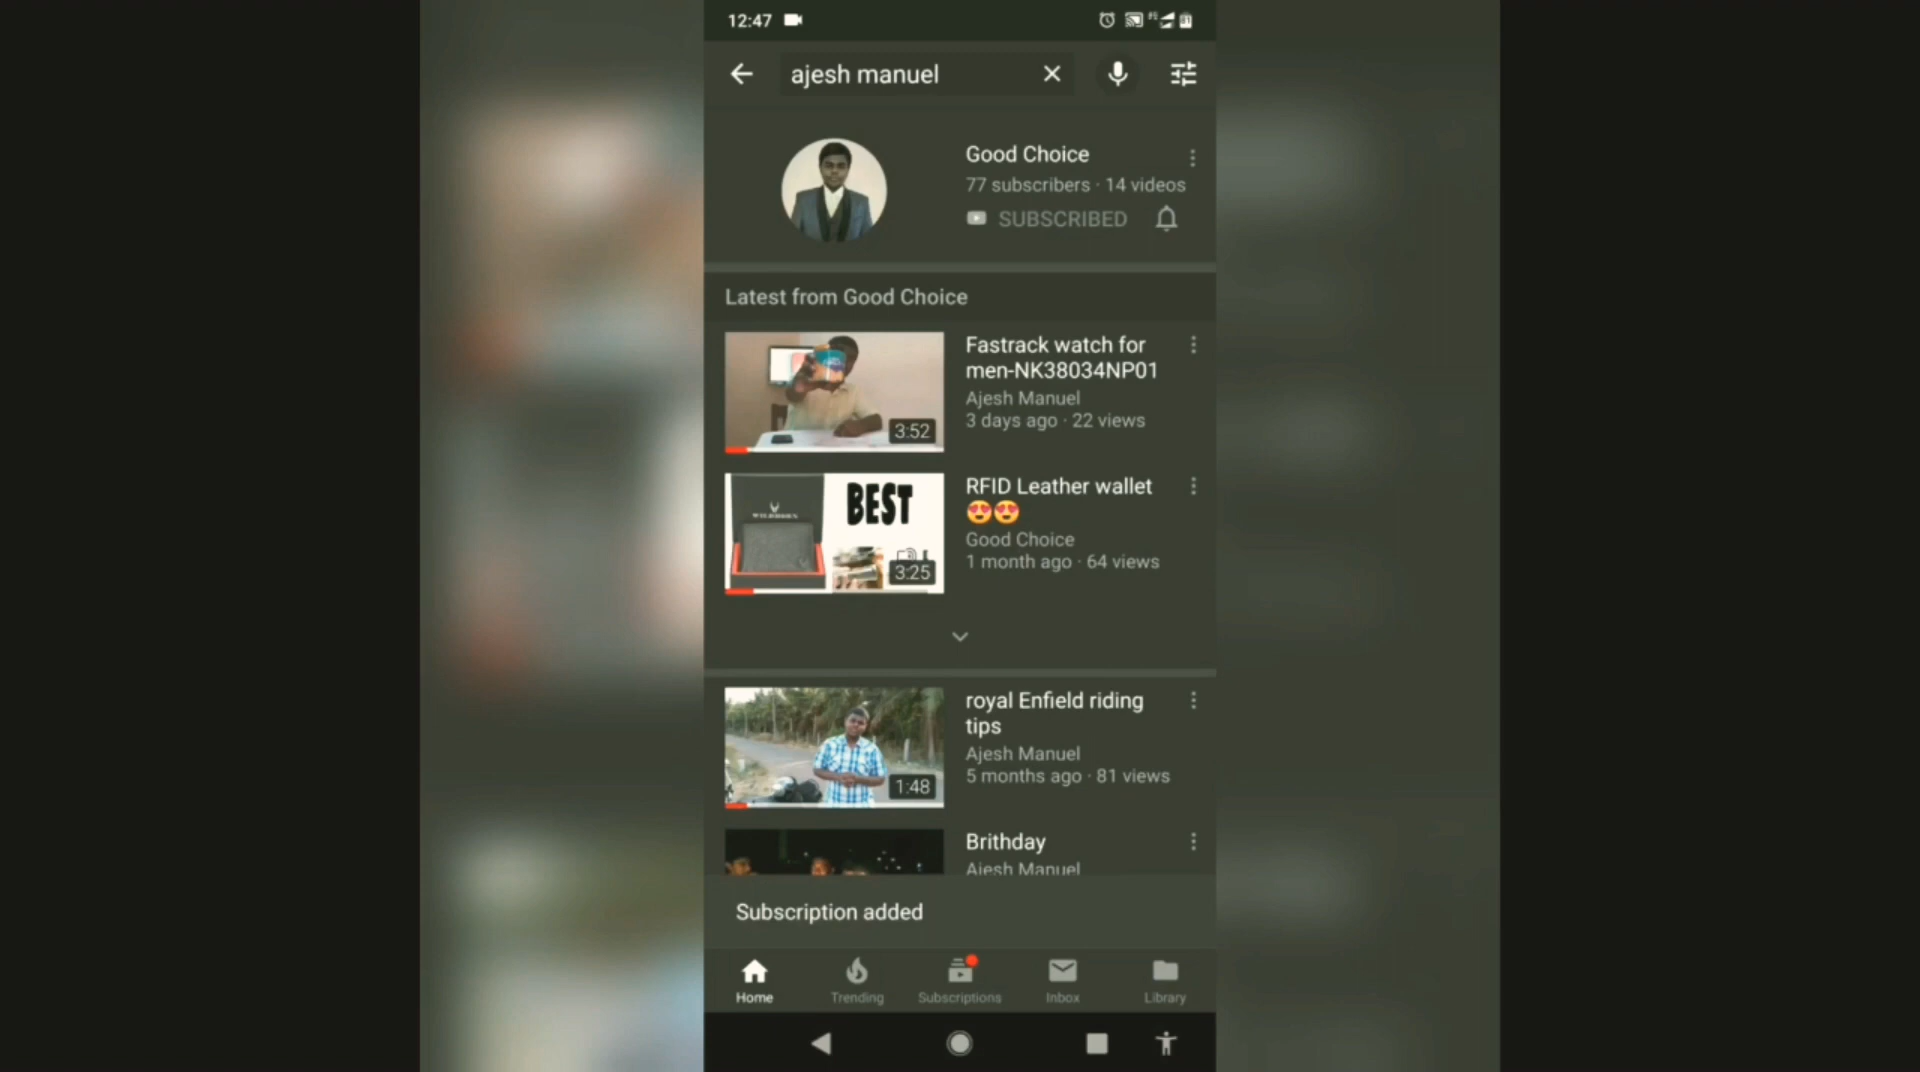 12:47
ajesh manuel
Good Choice
77 subscribers · 14 videos
SUBSCRIBED
Latest from Good Choice
3:52
Fastrack watch for
men-NK38034NP01
Ajesh Manuel
3 days ago · 22 views
WILDHORN
BEST
3:25
RFID Leather wallet
😍😍
Good Choice
1 month ago · 64 views
1:48
royal Enfield riding
tips
Ajesh Manuel
5 months ago · 81 views
Brithday
Ajesh Manuel
Subscription added
Home
Trending
Subscriptions
Inbox
Library